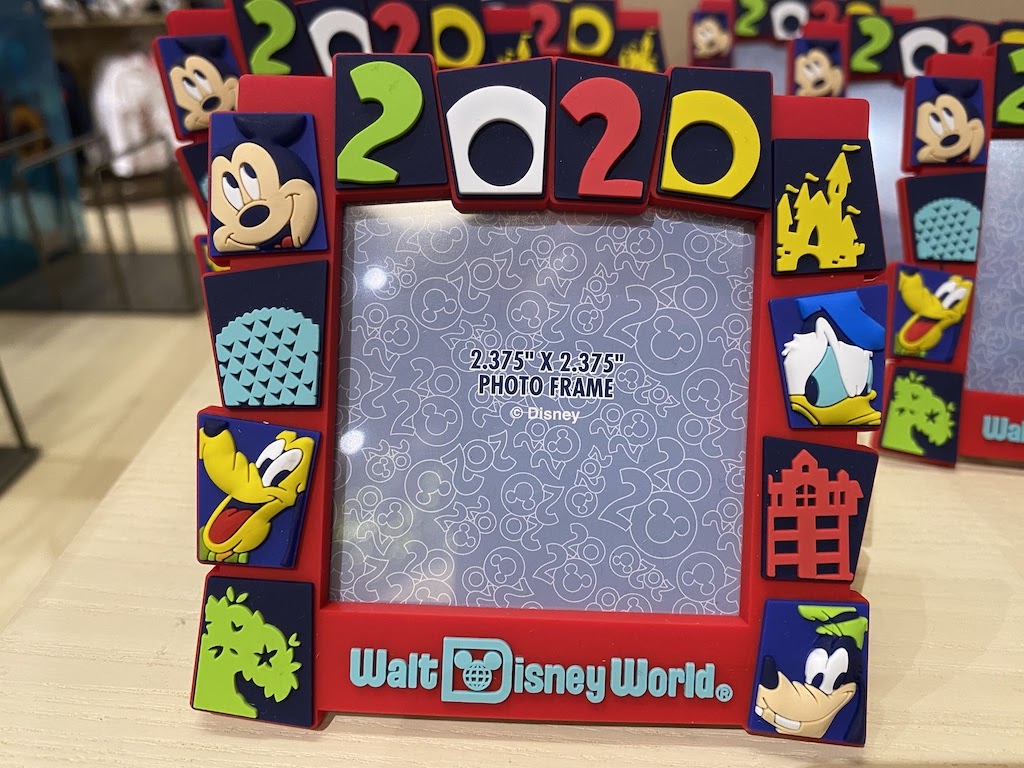 2020
2.375" X 2.375"
PHOTO FRAME
© Disney
Walt Disney World®